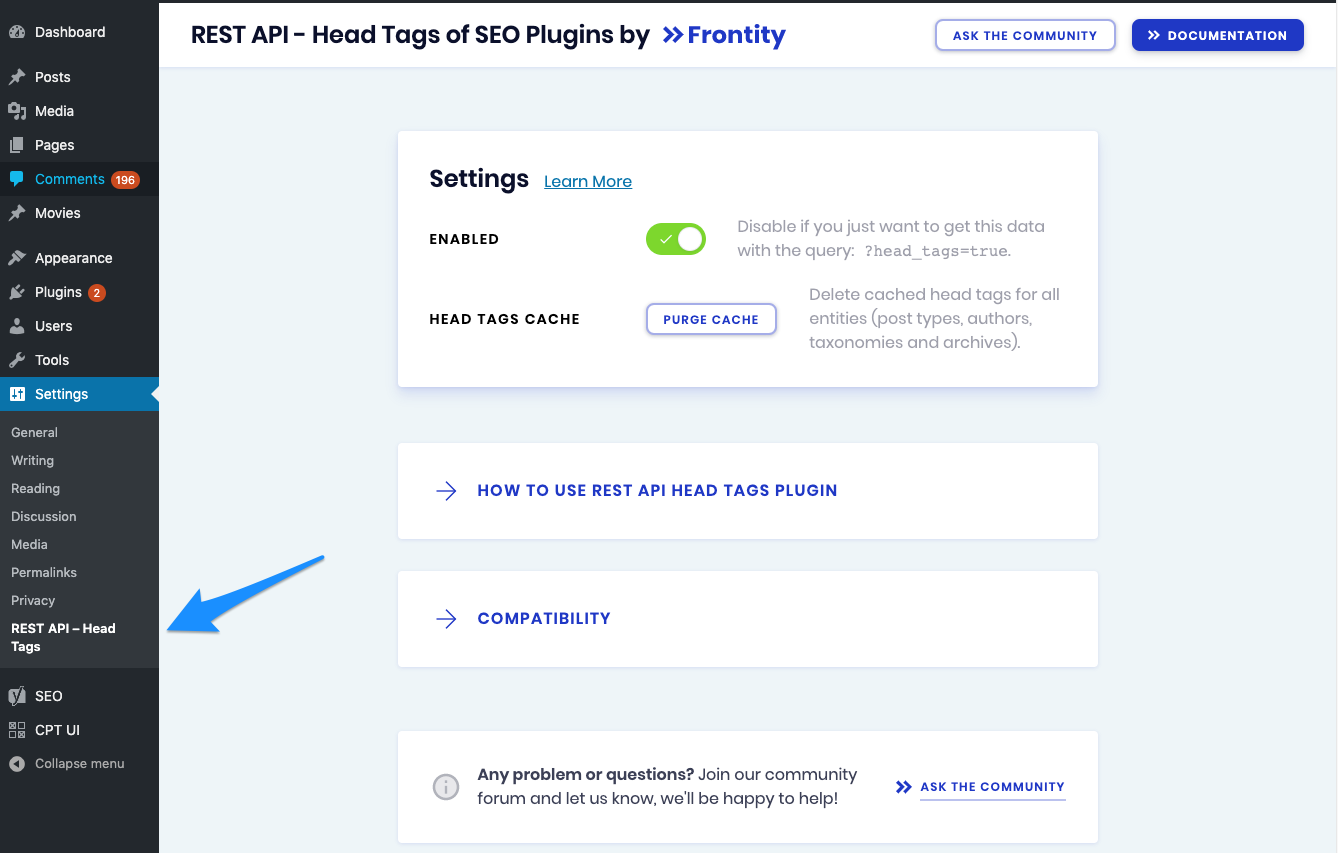 Dashboard
Posts
Media
Pages
Comments 196
Movies
Appearance
Plugins 2
Users
Tools
Settings
General
Writing
Reading
Discussion
Media
Permalinks
Privacy
REST API – Head
Tags
SEO
CPT UI
Collapse menu
REST API - Head Tags of SEO Plugins by Frontity
ASK THE COMMUNITY
DOCUMENTATION
Settings Learn More
ENABLED
Disable if you just want to get this data
with the query: ?head_tags=true.
HEAD TAGS CACHE
PURGE CACHE
Delete cached head tags for all
entities (post types, authors,
taxonomies and archives).
HOW TO USE REST API HEAD TAGS PLUGIN
COMPATIBILITY
Any problem or questions? Join our community
forum and let us know, we'll be happy to help!
ASK THE COMMUNITY